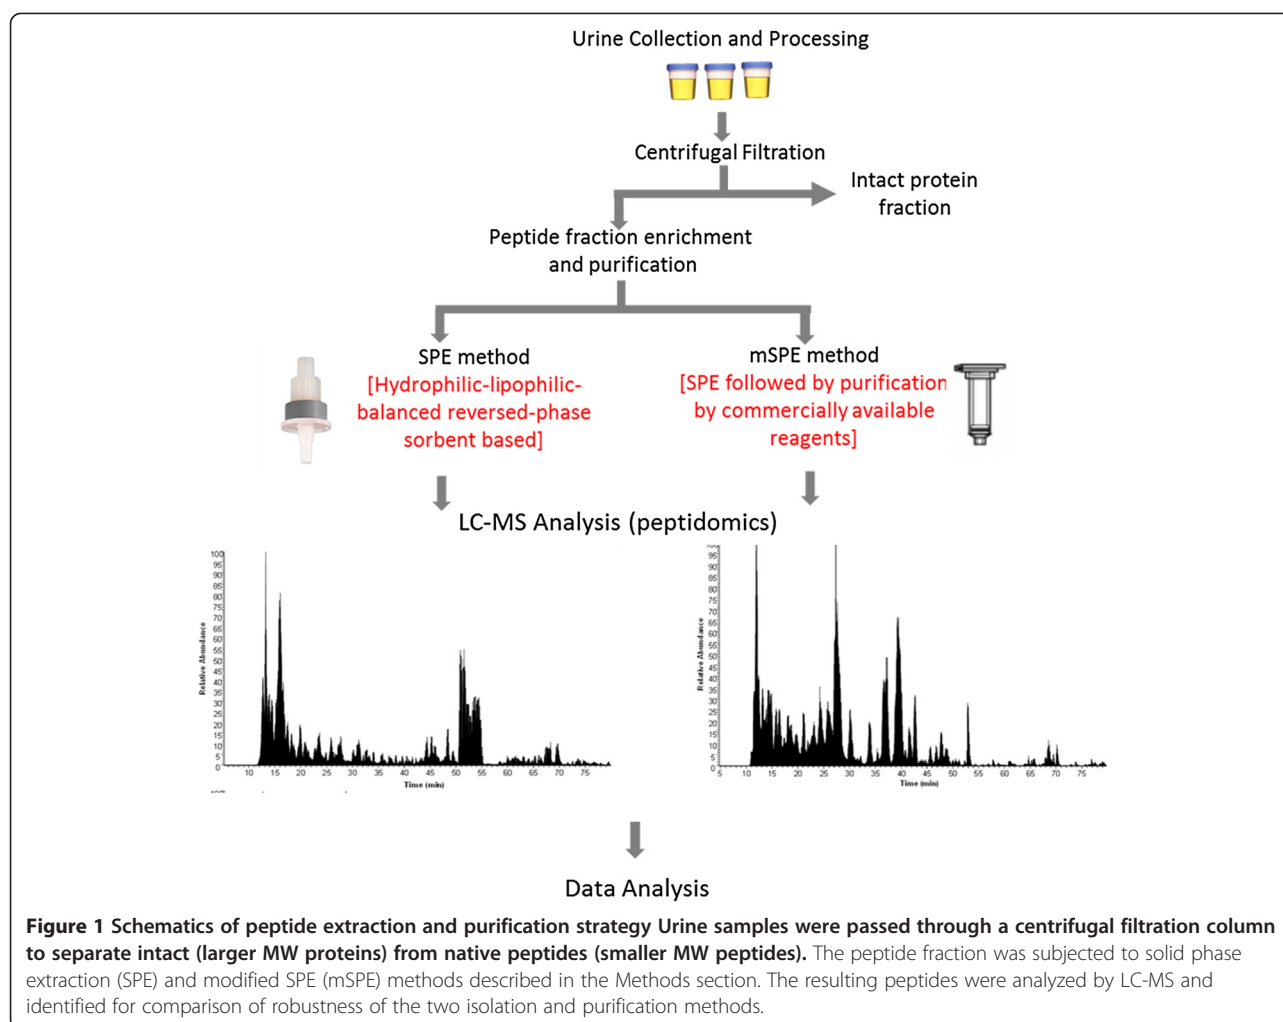 Urine Collection and Processing
Centrifugal Filtration
Intact protein
fraction
Peptide fraction enrichment
and purification
SPE method
[Hydrophilic-lipophilic-
balanced reversed-phase
sorbent based]
mSPE method
[SPE followed by purification
by commercially available
reagents]
LC-MS Analysis (peptidomics)
100
95
90
85
80
75
70
65
60
55
50
45
40
35
30
25
20
15
10
5
0
Relative Abundance
10 15 20 25 30 35 40 45 50 55 60 65 70 75
Time (min)
95
90
85
80
75
70
65
60
55
50
45
40
35
30
25
20
15
10
5
0
Relative Abundance
5 10 15 20 25 30 35 40 45 50 55 60 65 70 75
Time (min)
Data Analysis
Figure 1 Schematics of peptide extraction and purification strategy Urine samples were passed through a centrifugal filtration column
to separate intact (larger MW proteins) from native peptides (smaller MW peptides). The peptide fraction was subjected to solid phase
extraction (SPE) and modified SPE (mSPE) methods described in the Methods section. The resulting peptides were analyzed by LC-MS and
identified for comparison of robustness of the two isolation and purification methods.